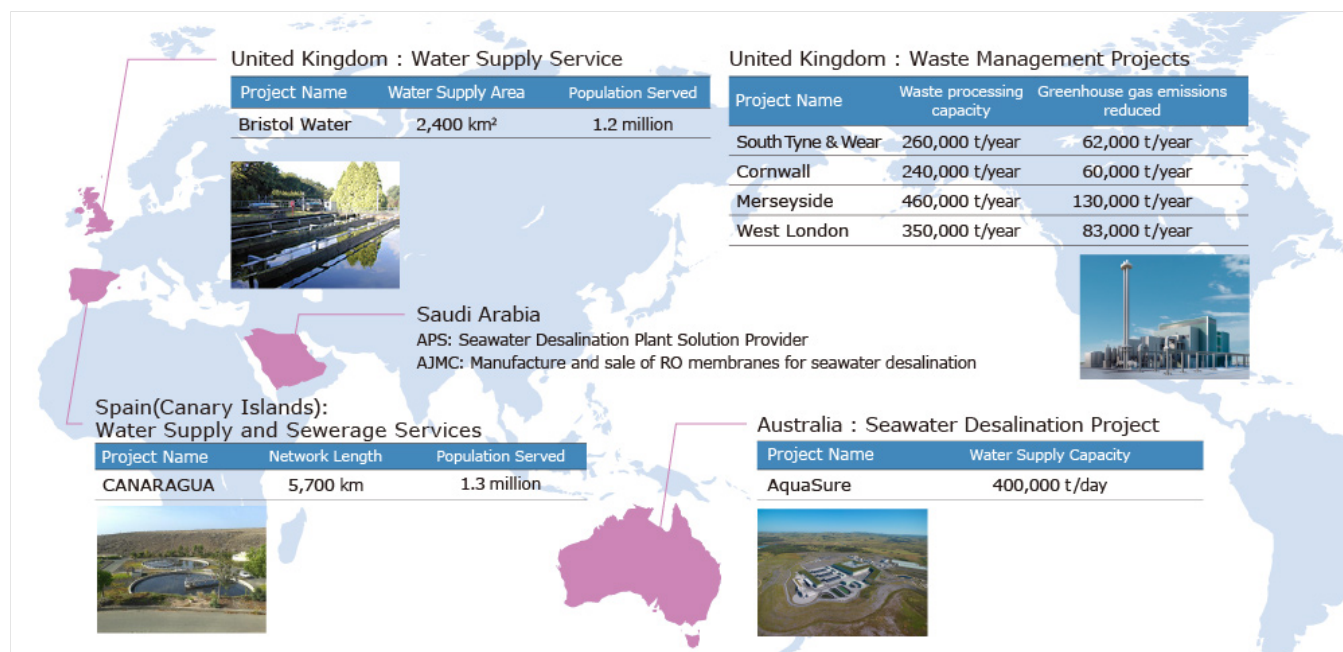 United Kingdom : Water Supply Service
Project Name Water Supply Area Population Served
Bristol Water 2,400 km² 1.2 million
United Kingdom : Waste Management Projects
Project Name Waste processing capacity Greenhouse gas emissions reduced
South Tyne & Wear 260,000 t/year 62,000 t/year
Cornwall 240,000 t/year 60,000 t/year
Merseyside 460,000 t/year 130,000 t/year
West London 350,000 t/year 83,000 t/year
Saudi Arabia
APS: Seawater Desalination Plant Solution Provider
AJMC: Manufacture and sale of RO membranes for seawater desalination
Spain(Canary Islands):
Water Supply and Sewerage Services
Project Name Network Length Population Served
CANARAGUA 5,700 km 1.3 million
Australia : Seawater Desalination Project
Project Name Water Supply Capacity
AquaSure 400,000 t/day